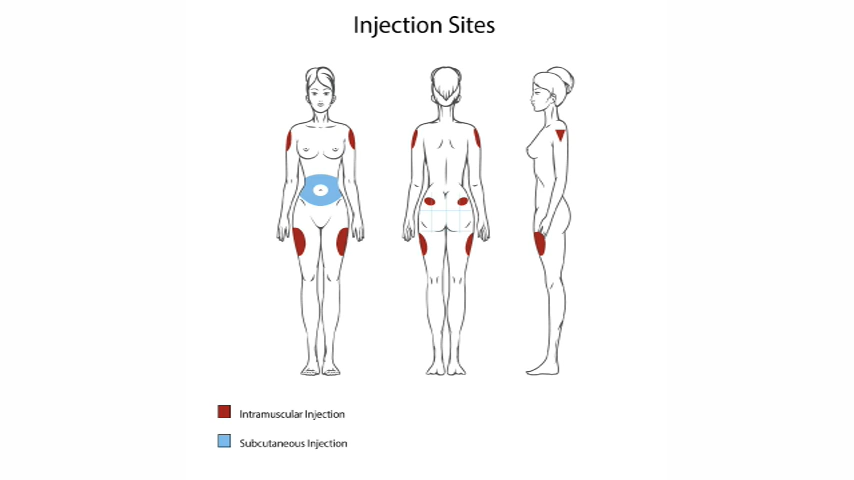 Injection Sites
Intramuscular Injection
Subcutaneous Injection